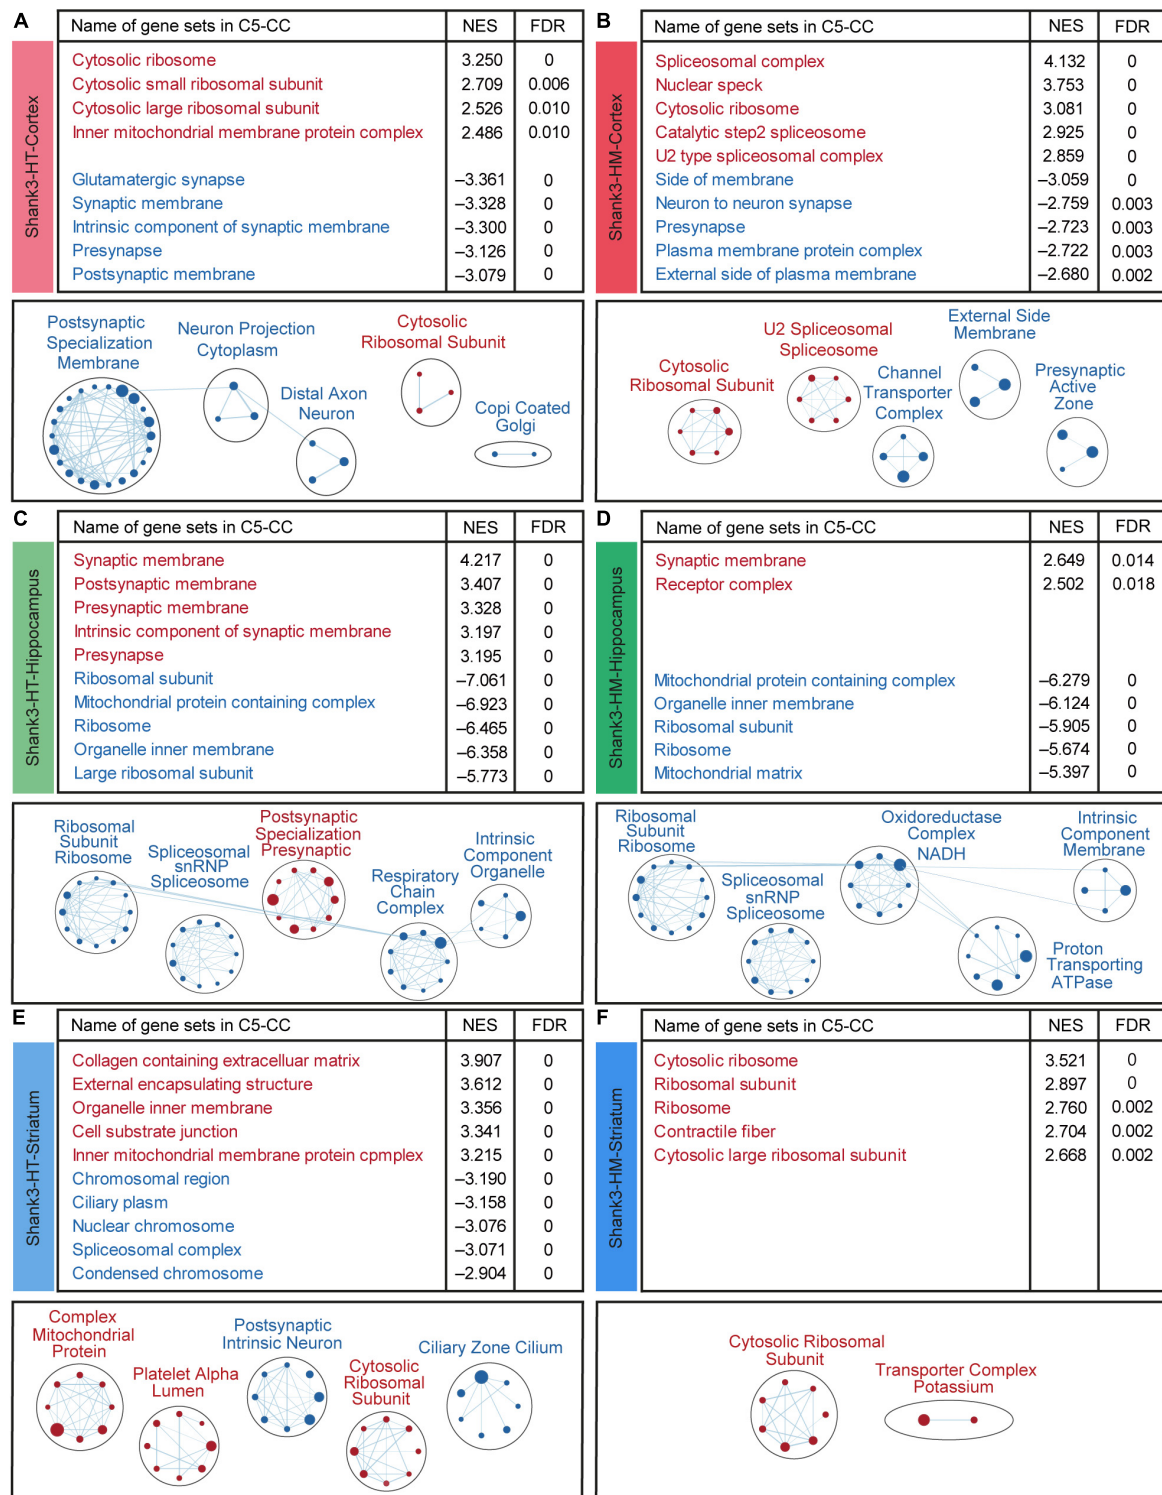 A
Name of gene sets in C5-CC NES FDR
Shank3-HT-Cortex
Cytosolic ribosome 3.250 0
Cytosolic small ribosomal subunit 2.709 0.006
Cytosolic large ribosomal subunit 2.526 0.010
Inner mitochondrial membrane protein complex 2.486 0.010
Glutamatergic synapse –3.361 0
Synaptic membrane –3.328 0
Intrinsic component of synaptic membrane –3.300 0
Presynapse –3.126 0
Postsynaptic membrane –3.079 0
Postsynaptic
Specialization
Membrane
Neuron Projection
Cytoplasm
Distal Axon
Neuron
Cytosolic
Ribosomal Subunit
Copi Coated
Golgi
B
Name of gene sets in C5-CC NES FDR
Shank3-HM-Cortex
Spliceosomal complex 4.132 0
Nuclear speck 3.753 0
Cytosolic ribosome 3.081 0
Catalytic step2 spliceosome 2.925 0
U2 type spliceosomal complex 2.859 0
Side of membrane –3.059 0
Neuron to neuron synapse –2.759 0.003
Presynapse –2.723 0.003
Plasma membrane protein complex –2.722 0.003
External side of plasma membrane –2.680 0.002
Cytosolic
Ribosomal Subunit
U2 Spliceosomal
Spliceosome
Channel
Transporter
Complex
External Side
Membrane
Presynaptic
Active
Zone
C
Name of gene sets in C5-CC NES FDR
Shank3-HT-Hippocampus
Synaptic membrane 4.217 0
Postsynaptic membrane 3.407 0
Presynaptic membrane 3.328 0
Intrinsic component of synaptic membrane 3.197 0
Presynapse 3.195 0
Ribosomal subunit –7.061 0
Mitochondrial protein containing complex –6.923 0
Ribosome –6.465 0
Organelle inner membrane –6.358 0
Large ribosomal subunit –5.773 0
Ribosomal
Subunit
Ribosome
Spliceosomal
snRNP
Spliceosome
Postsynaptic
Specialization
Presynaptic
Respiratory
Chain
Complex
Intrinsic
Component
Organelle
D
Name of gene sets in C5-CC NES FDR
Shank3-HM-Hippocampus
Synaptic membrane 2.649 0.014
Receptor complex 2.502 0.018
Mitochondrial protein containing complex –6.279 0
Organelle inner membrane –6.124 0
Ribosomal subunit –5.905 0
Ribosome –5.674 0
Mitochondrial matrix –5.397 0
Ribosomal
Subunit
Ribosome
Spliceosomal
snRNP
Spliceosome
Oxidoreductase
Complex
NADH
Intrinsic
Component
Membrane
Proton
Transporting
ATPase
E
Name of gene sets in C5-CC NES FDR
Shank3-HT-Striatum
Collagen containing extracelluar matrix 3.907 0
External encapsulating structure 3.612 0
Organelle inner membrane 3.356 0
Cell substrate junction 3.341 0
Inner mitochondrial membrane protein cpmplex 3.215 0
Chromosomal region –3.190 0
Ciliary plasm –3.158 0
Nuclear chromosome –3.076 0
Spliceosomal complex –3.071 0
Condensed chromosome –2.904 0
Complex
Mitochondrial
Protein
Platelet Alpha
Lumen
Postsynaptic
Intrinsic Neuron
Cytosolic
Ribosomal
Subunit
Ciliary Zone Cilium
F
Name of gene sets in C5-CC NES FDR
Shank3-HM-Striatum
Cytosolic ribosome 3.521 0
Ribosomal subunit 2.897 0
Ribosome 2.760 0.002
Contractile fiber 2.704 0.002
Cytosolic large ribosomal subunit 2.668 0.002
Cytosolic Ribosomal
Subunit
Transporter Complex
Potassium